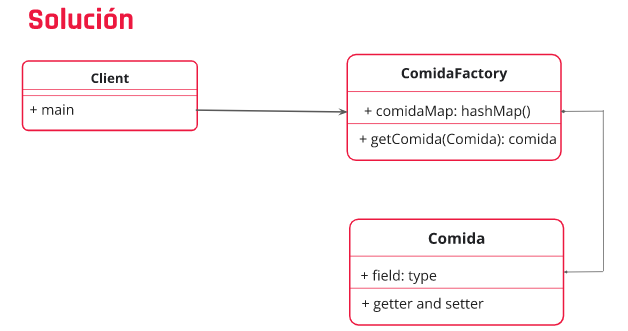 Solución
Client
+ main
ComidaFactory
+ comidaMap: hashMap()
+ getComida(Comida): comida
Comida
+ field: type
+ getter and setter